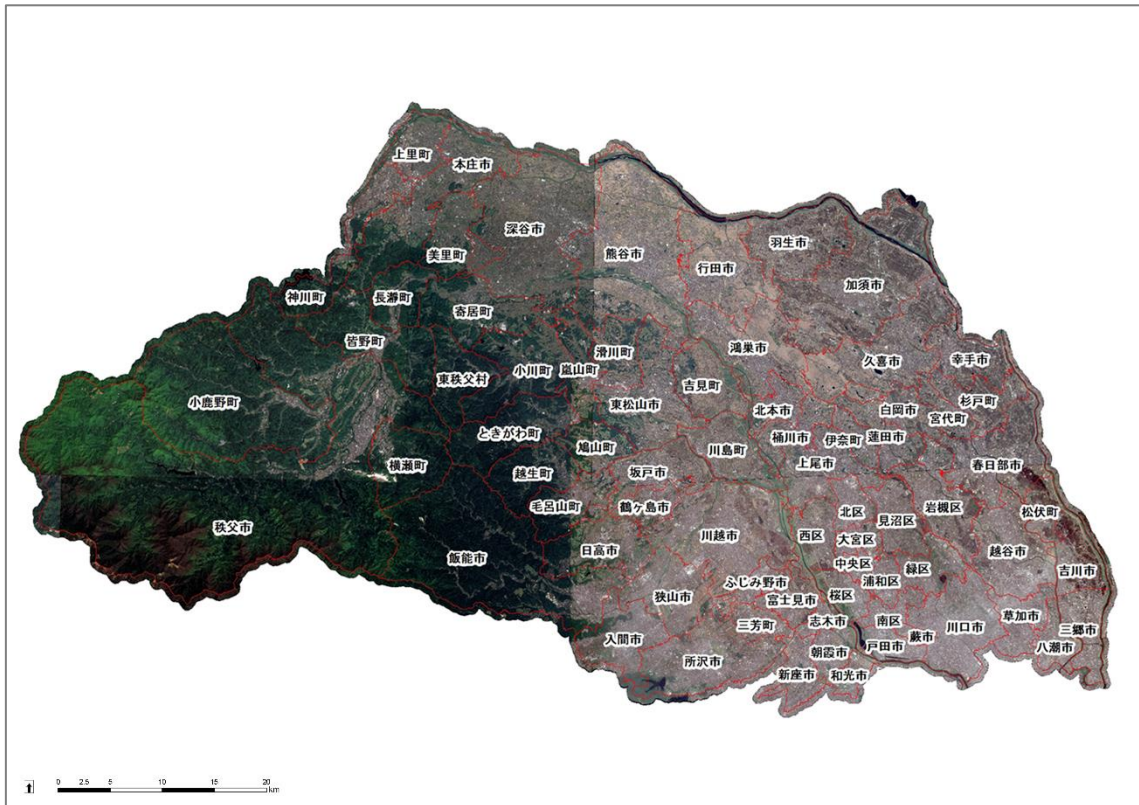 上里町
本庄市
深谷市
美里町
熊谷市
行田市
羽生市
加須市
神川町
長瀞町
寄居町
皆野町
滑川町
鴻巣市
久喜市
幸手市
小鹿野町
東秩父村
小川町
嵐山町
吉見町
東松山市
北本市
白岡市
杉戸町
宮代町
ときがわ町
鳩山町
川島町
桶川市
伊奈町
蓮田市
横瀬町
越生町
坂戸市
上尾市
春日部市
毛呂山町
鶴ヶ島市
北区
見沼区
岩槻区
松伏町
秩父市
飯能市
日高市
川越市
西区
大宮区
越谷市
中央区
緑区
吉川市
狭山市
ふじみ野市
浦和区
富士見市
桜区
入間市
三芳町
志木市
南区
川口市
草加市
三郷市
所沢市
朝霞市
戸田市
蕨市
八潮市
新座市
和光市
0 2.5 5 10 15 20
km